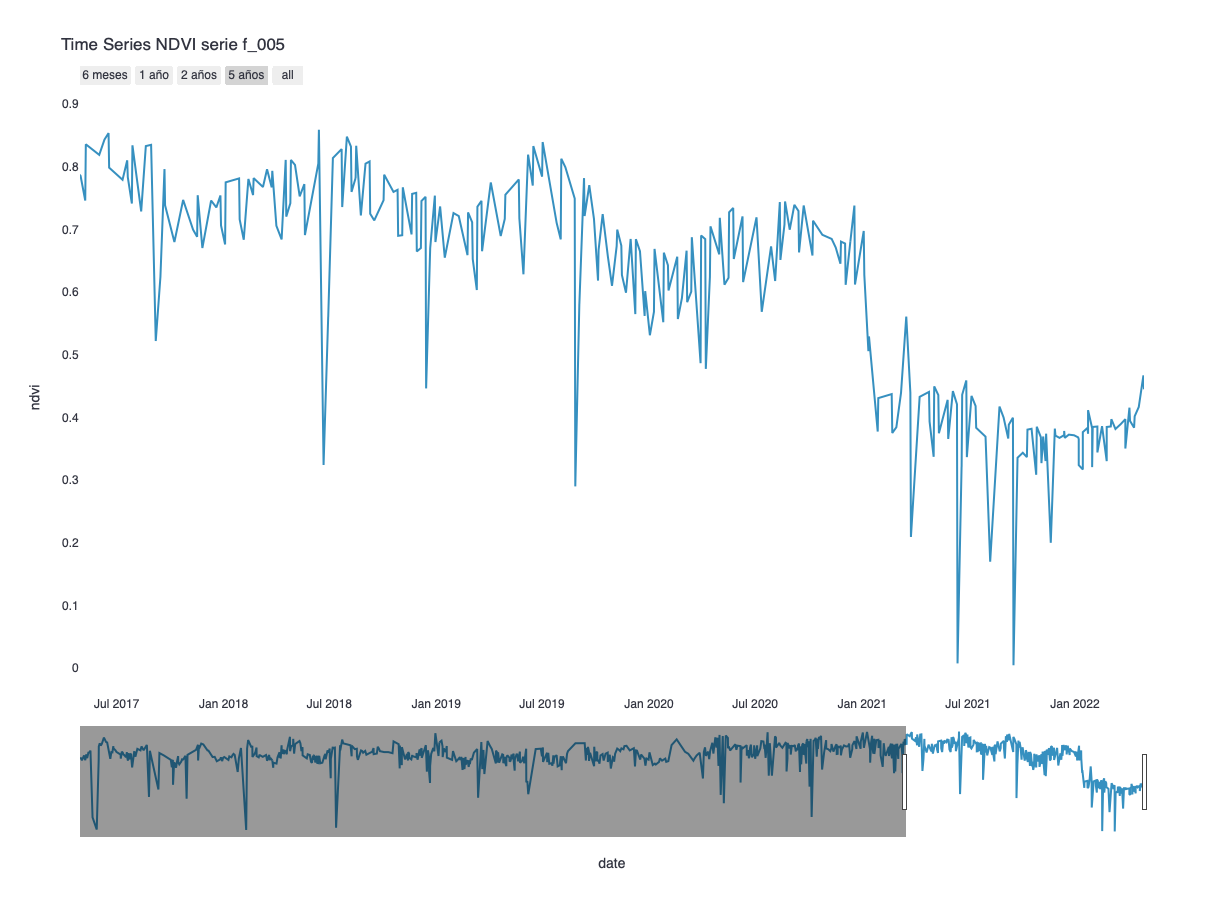 Time Series NDVI serie f_005
6 meses 1 año 2 años 5 años all
0.9
0.8
0.7
0.6
0.5
ndvi
0.4
0.3
0.2
0.1
0
Jul 2017 Jan 2018 Jul 2018 Jan 2019 Jul 2019 Jan 2020 Jul 2020 Jan 2021 Jul 2021 Jan 2022
date